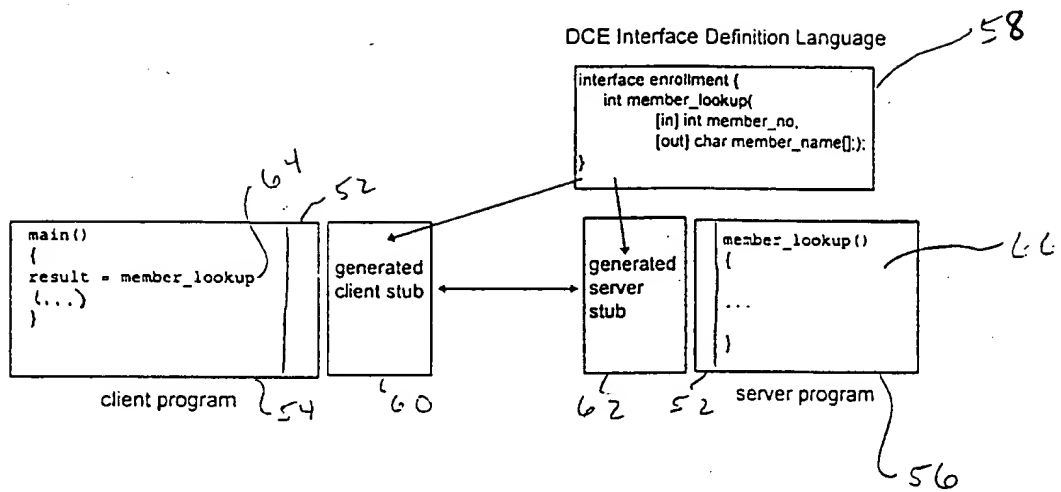 DCE Interface Definition Language
58
interface enrollment {
int member_lookup(
[in] int member_no,
[out] char member_name[];);
}
64
52
main()
{
result = member_lookup
(...)
}
generated
client stub
generated
server
stub
member_lookup()
{
...
}
66
client program
54
60
62
52
server program
56